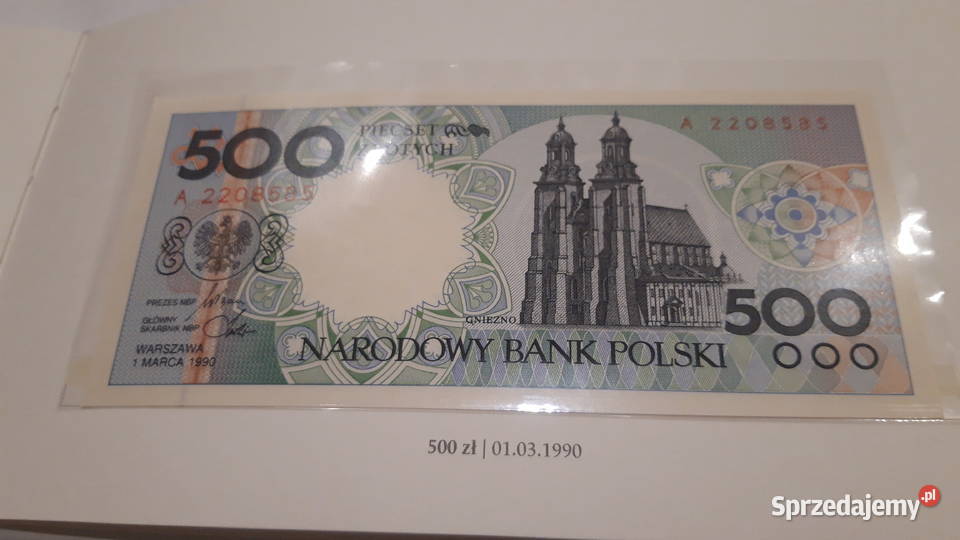 500
PIĘĆSET
ZŁOTYCH
A 2208585
A 2208585
PREZES NBP
GŁÓWNY
SKARBNIK NBP
WARSZAWA
1 MARCA 1990
GNIEZNO
500
NARODOWY BANK POLSKI
500 zł | 01.03.1990
Sprzedajemy.pl